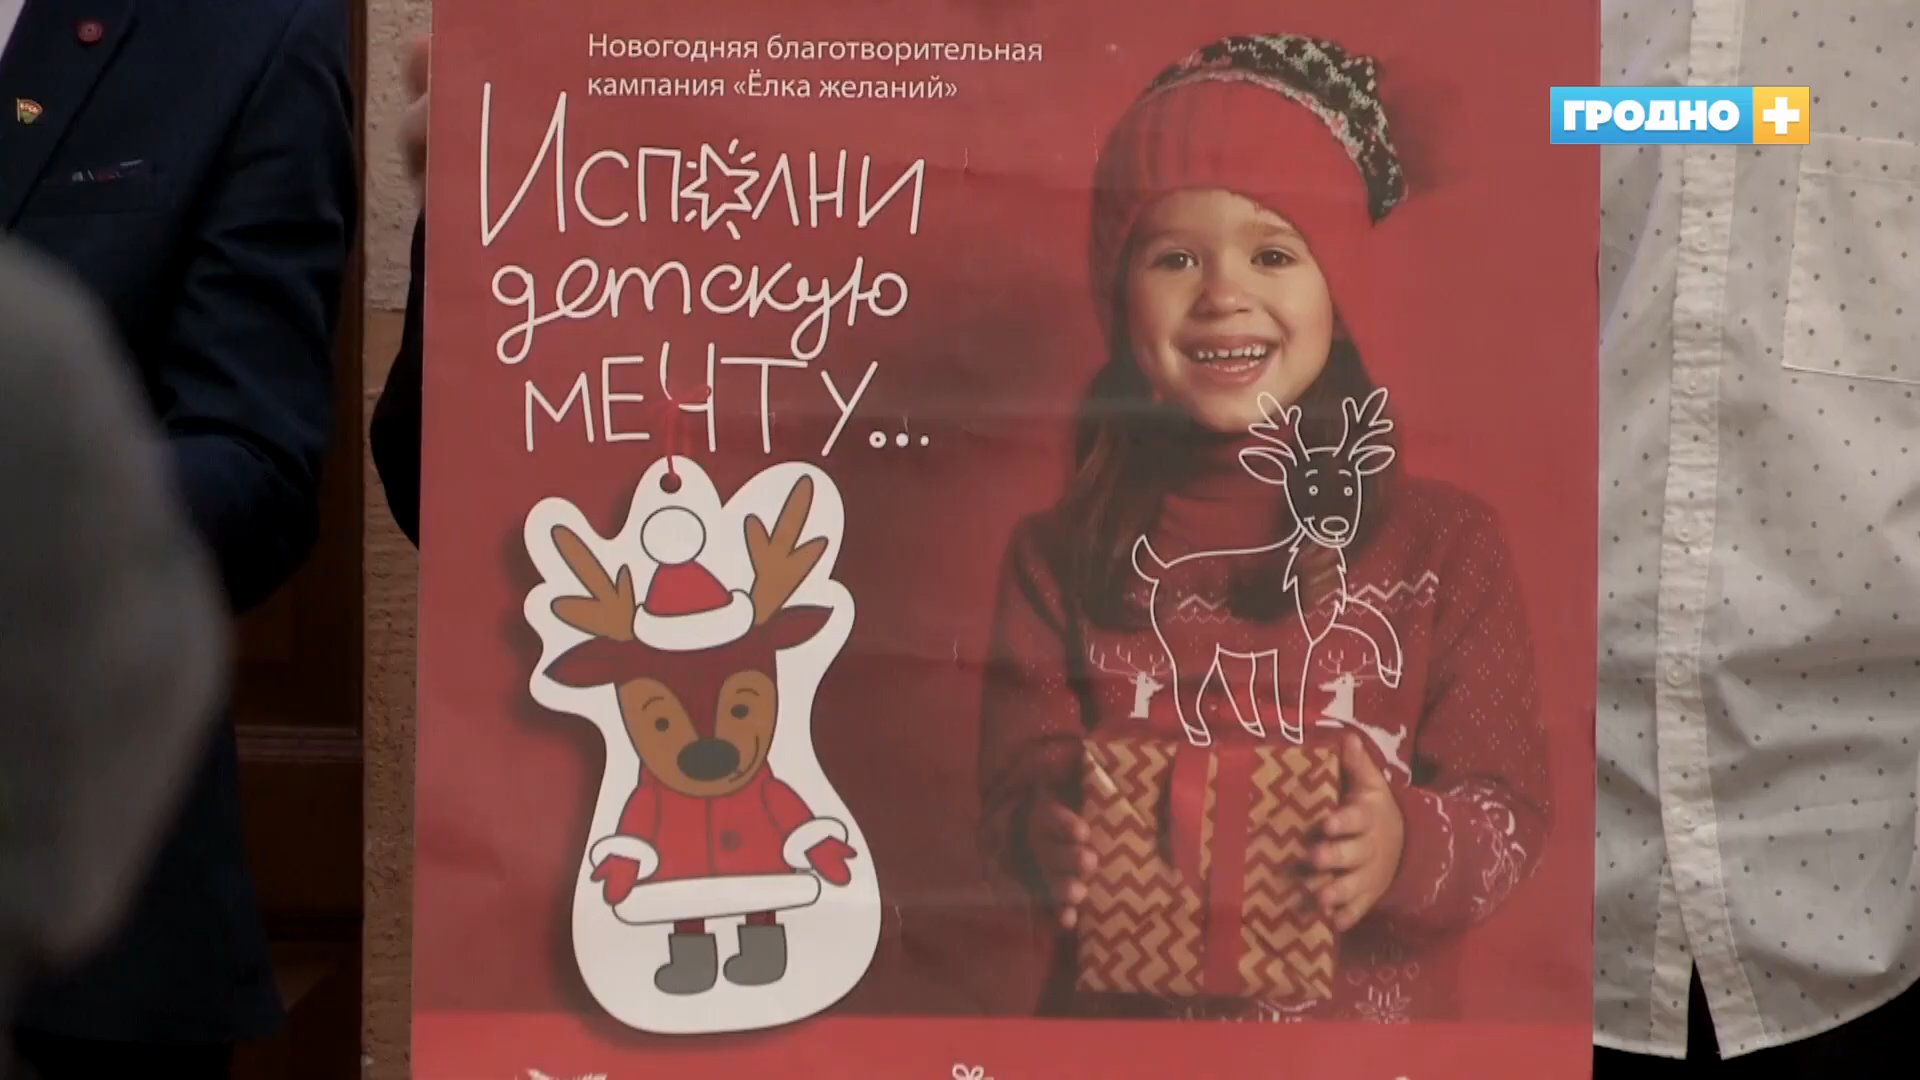 Новогодняя благотворительная
кампания «Ёлка желаний»
Исполни
детскую
мечту...
ГРОДНО +